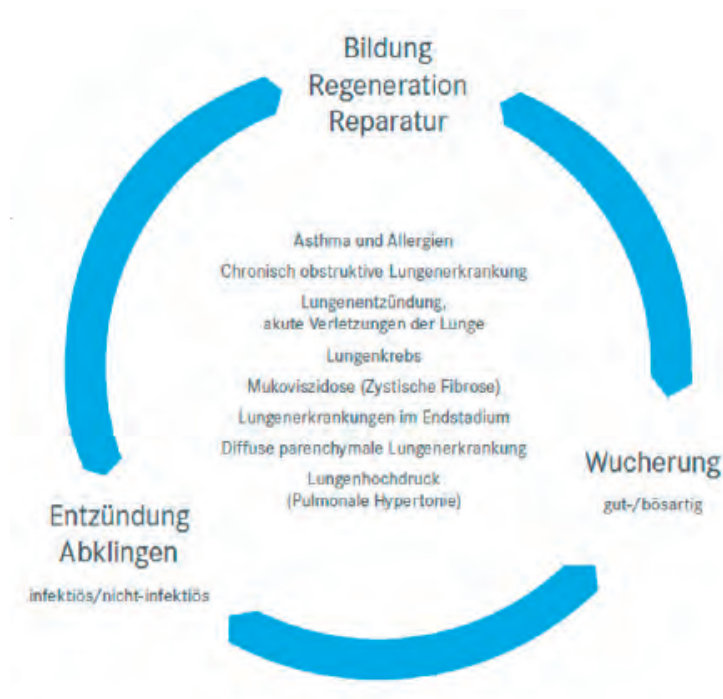 Bildung
Regeneration
Reparatur
Asthma und Allergien
Chronisch obstruktive Lungenerkrankung
Lungenentzündung,
akute Verletzungen der Lunge
Lungenkrebs
Mukoviszidose (Zystische Fibrose)
Lungenerkrankungen im Endstadium
Diffuse parenchymale Lungenerkrankung
Lungenhochdruck
(Pulmonale Hypertonie)
Wucherung
gut-/bösartig
Entzündung
Abklingen
infektiös/nicht-infektiös